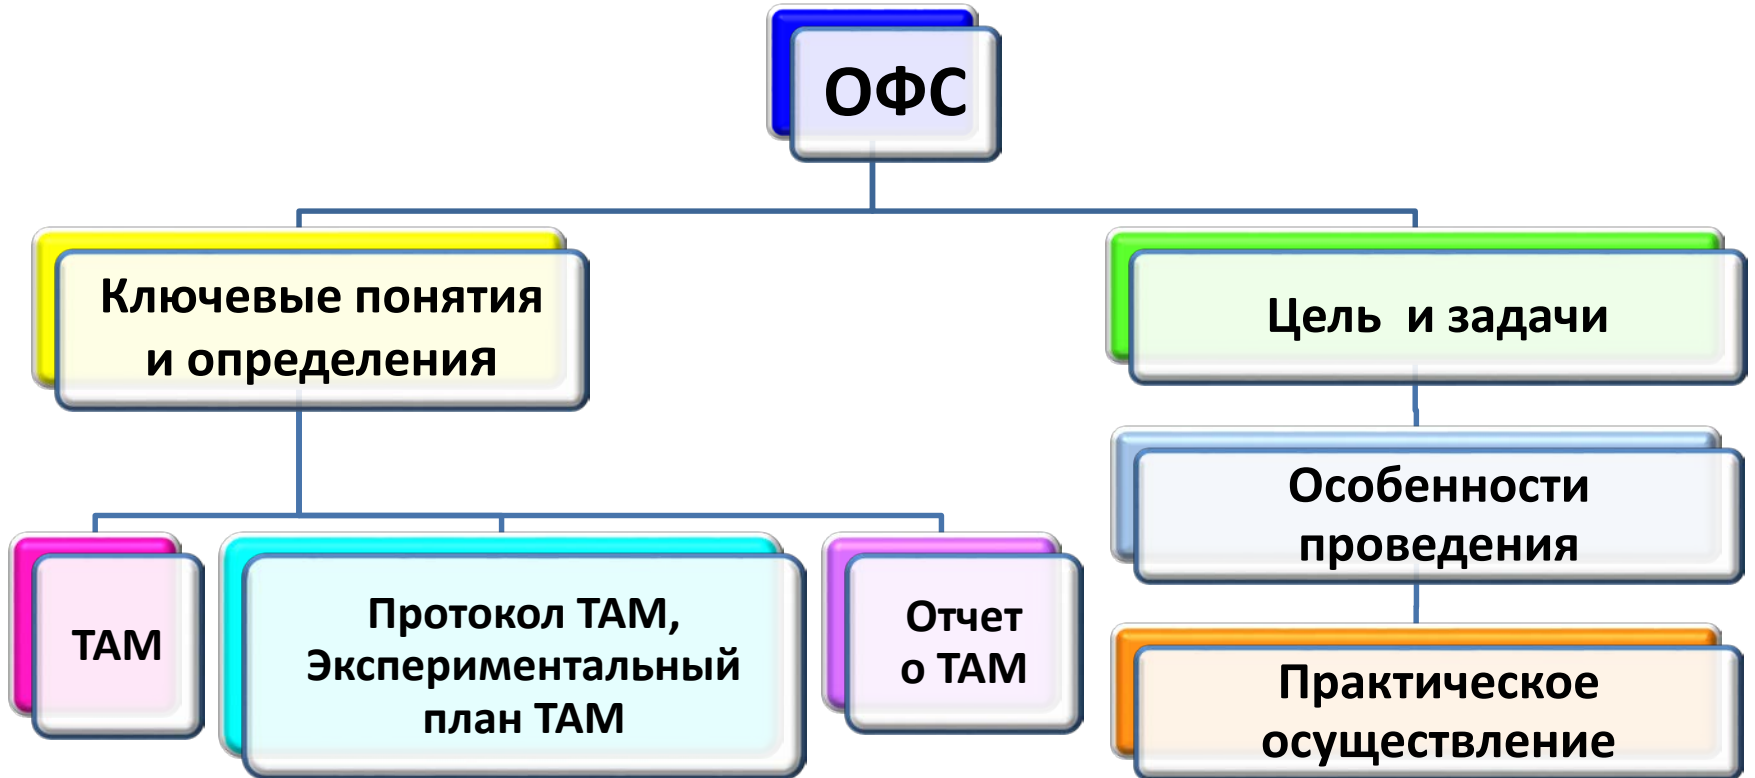 ОФС
Ключевые понятия
и определения
Цель и задачи
Особенности
проведения
ТАМ
Протокол ТАМ,
Экспериментальный
план ТАМ
Отчет
о ТАМ
Практическое
осуществление